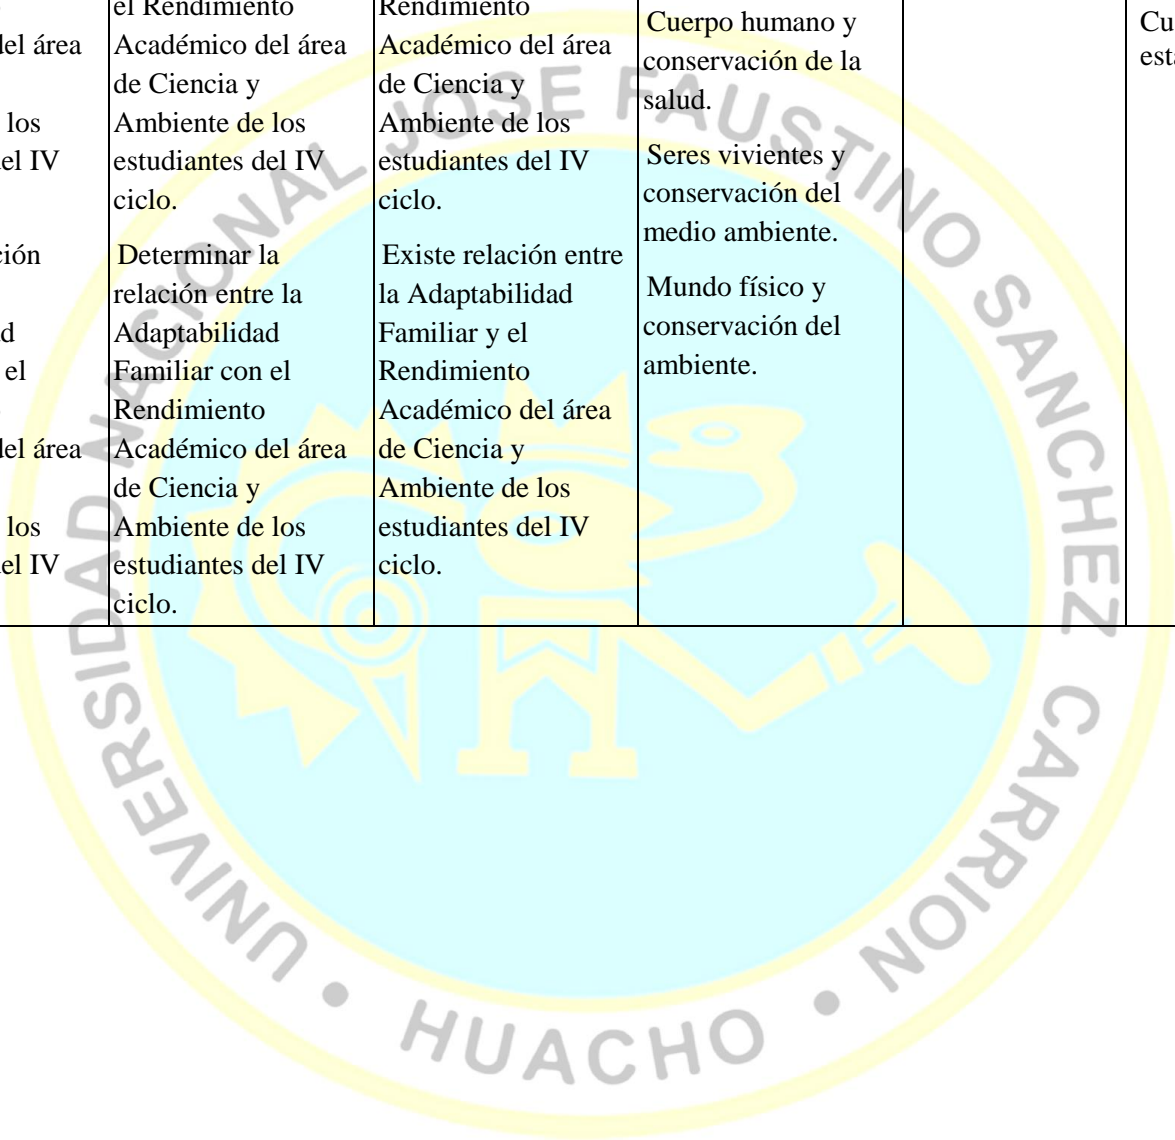 del área
los
del IV
el
del área
los
del IV
el Rendimiento
Académico del área
de Ciencia y
Ambiente de los
estudiantes del IV
ciclo.
Determinar la
relación entre la
Adaptabilidad
Familiar con el
Rendimiento
Académico del área
de Ciencia y
Ambiente de los
estudiantes del IV
ciclo.
Rendimiento
Académico del área
de Ciencia y
Ambiente de los
estudiantes del IV
ciclo.
Existe relación entre
la Adaptabilidad
Familiar y el
Rendimiento
Académico del área
de Ciencia y
Ambiente de los
estudiantes del IV
ciclo.
Cuerpo humano y
conservación de la
salud.
Seres vivientes y
conservación del
medio ambiente.
Mundo físico y
conservación del
ambiente.
UNIVERSIDAD NACIONAL JOSE FAUSTINO SANCHEZ CARRION • HUACHO •